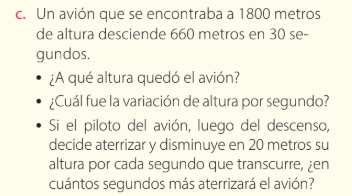 c. Un avión que se encontraba a 1800 metros
de altura desciende 660 metros en 30 se-
gundos.
• ¿A qué altura quedó el avión?
• ¿Cuál fue la variación de altura por segundo?
• Si el piloto del avión, luego del descenso,
decide aterrizar y disminuye en 20 metros su
altura por cada segundo que transcurre, ¿en
cuántos segundos más aterrizará el avión?